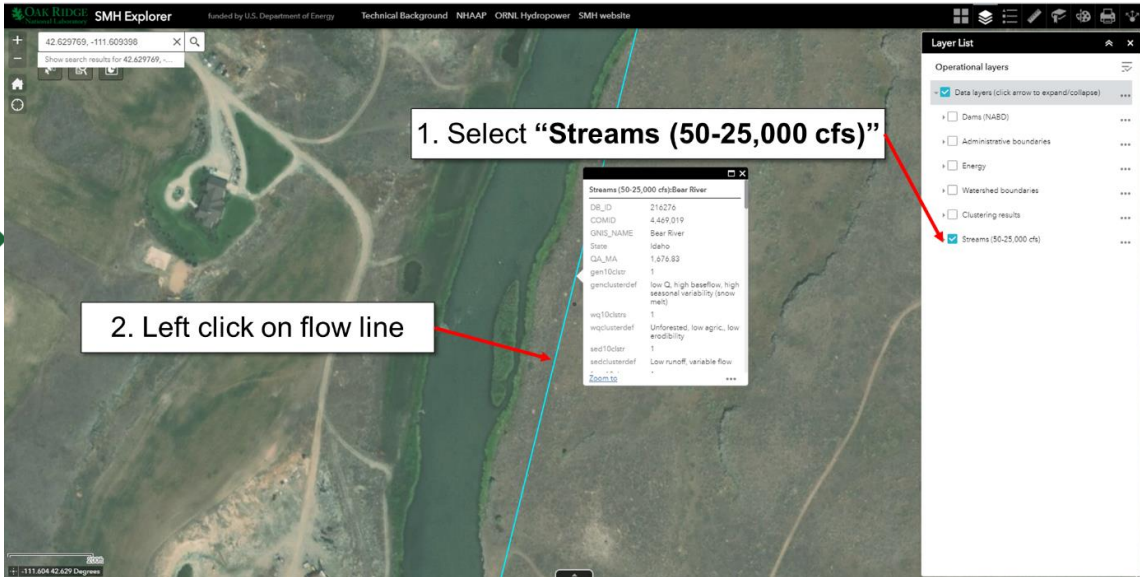 OAK RIDGE
National Laboratory
SMH Explorer
funded by U.S. Department of Energy
Technical Background NHAAP ORNL Hydropower SMH website
42.629769, -111.609398
Show search results for 42.629769, -...
Layer List
Operational layers
Data layers (click arrow to expand/collapse)
Dams (NABD)
Administrative boundaries
Energy
Watershed boundaries
Clustering results
Streams (50-25,000 cfs)
1. Select “Streams (50-25,000 cfs)”
Streams (50-25,000 cfs):Bear River
DB_ID 216276
COMID 4,469,019
GNIS_NAME Bear River
State Idaho
QA_MA 1,676.83
gen10clstr 1
genclusterdef low Q, high baseflow, high
seasonal variability (snow
melt)
wq10clstrs 1
wqclusterdef Unforested, low agric., low
erodibility
sed10clstr 1
sedclusterdef Low runoff, variable flow
Zoom to
2. Left click on flow line
-111.604 42.629 Degrees